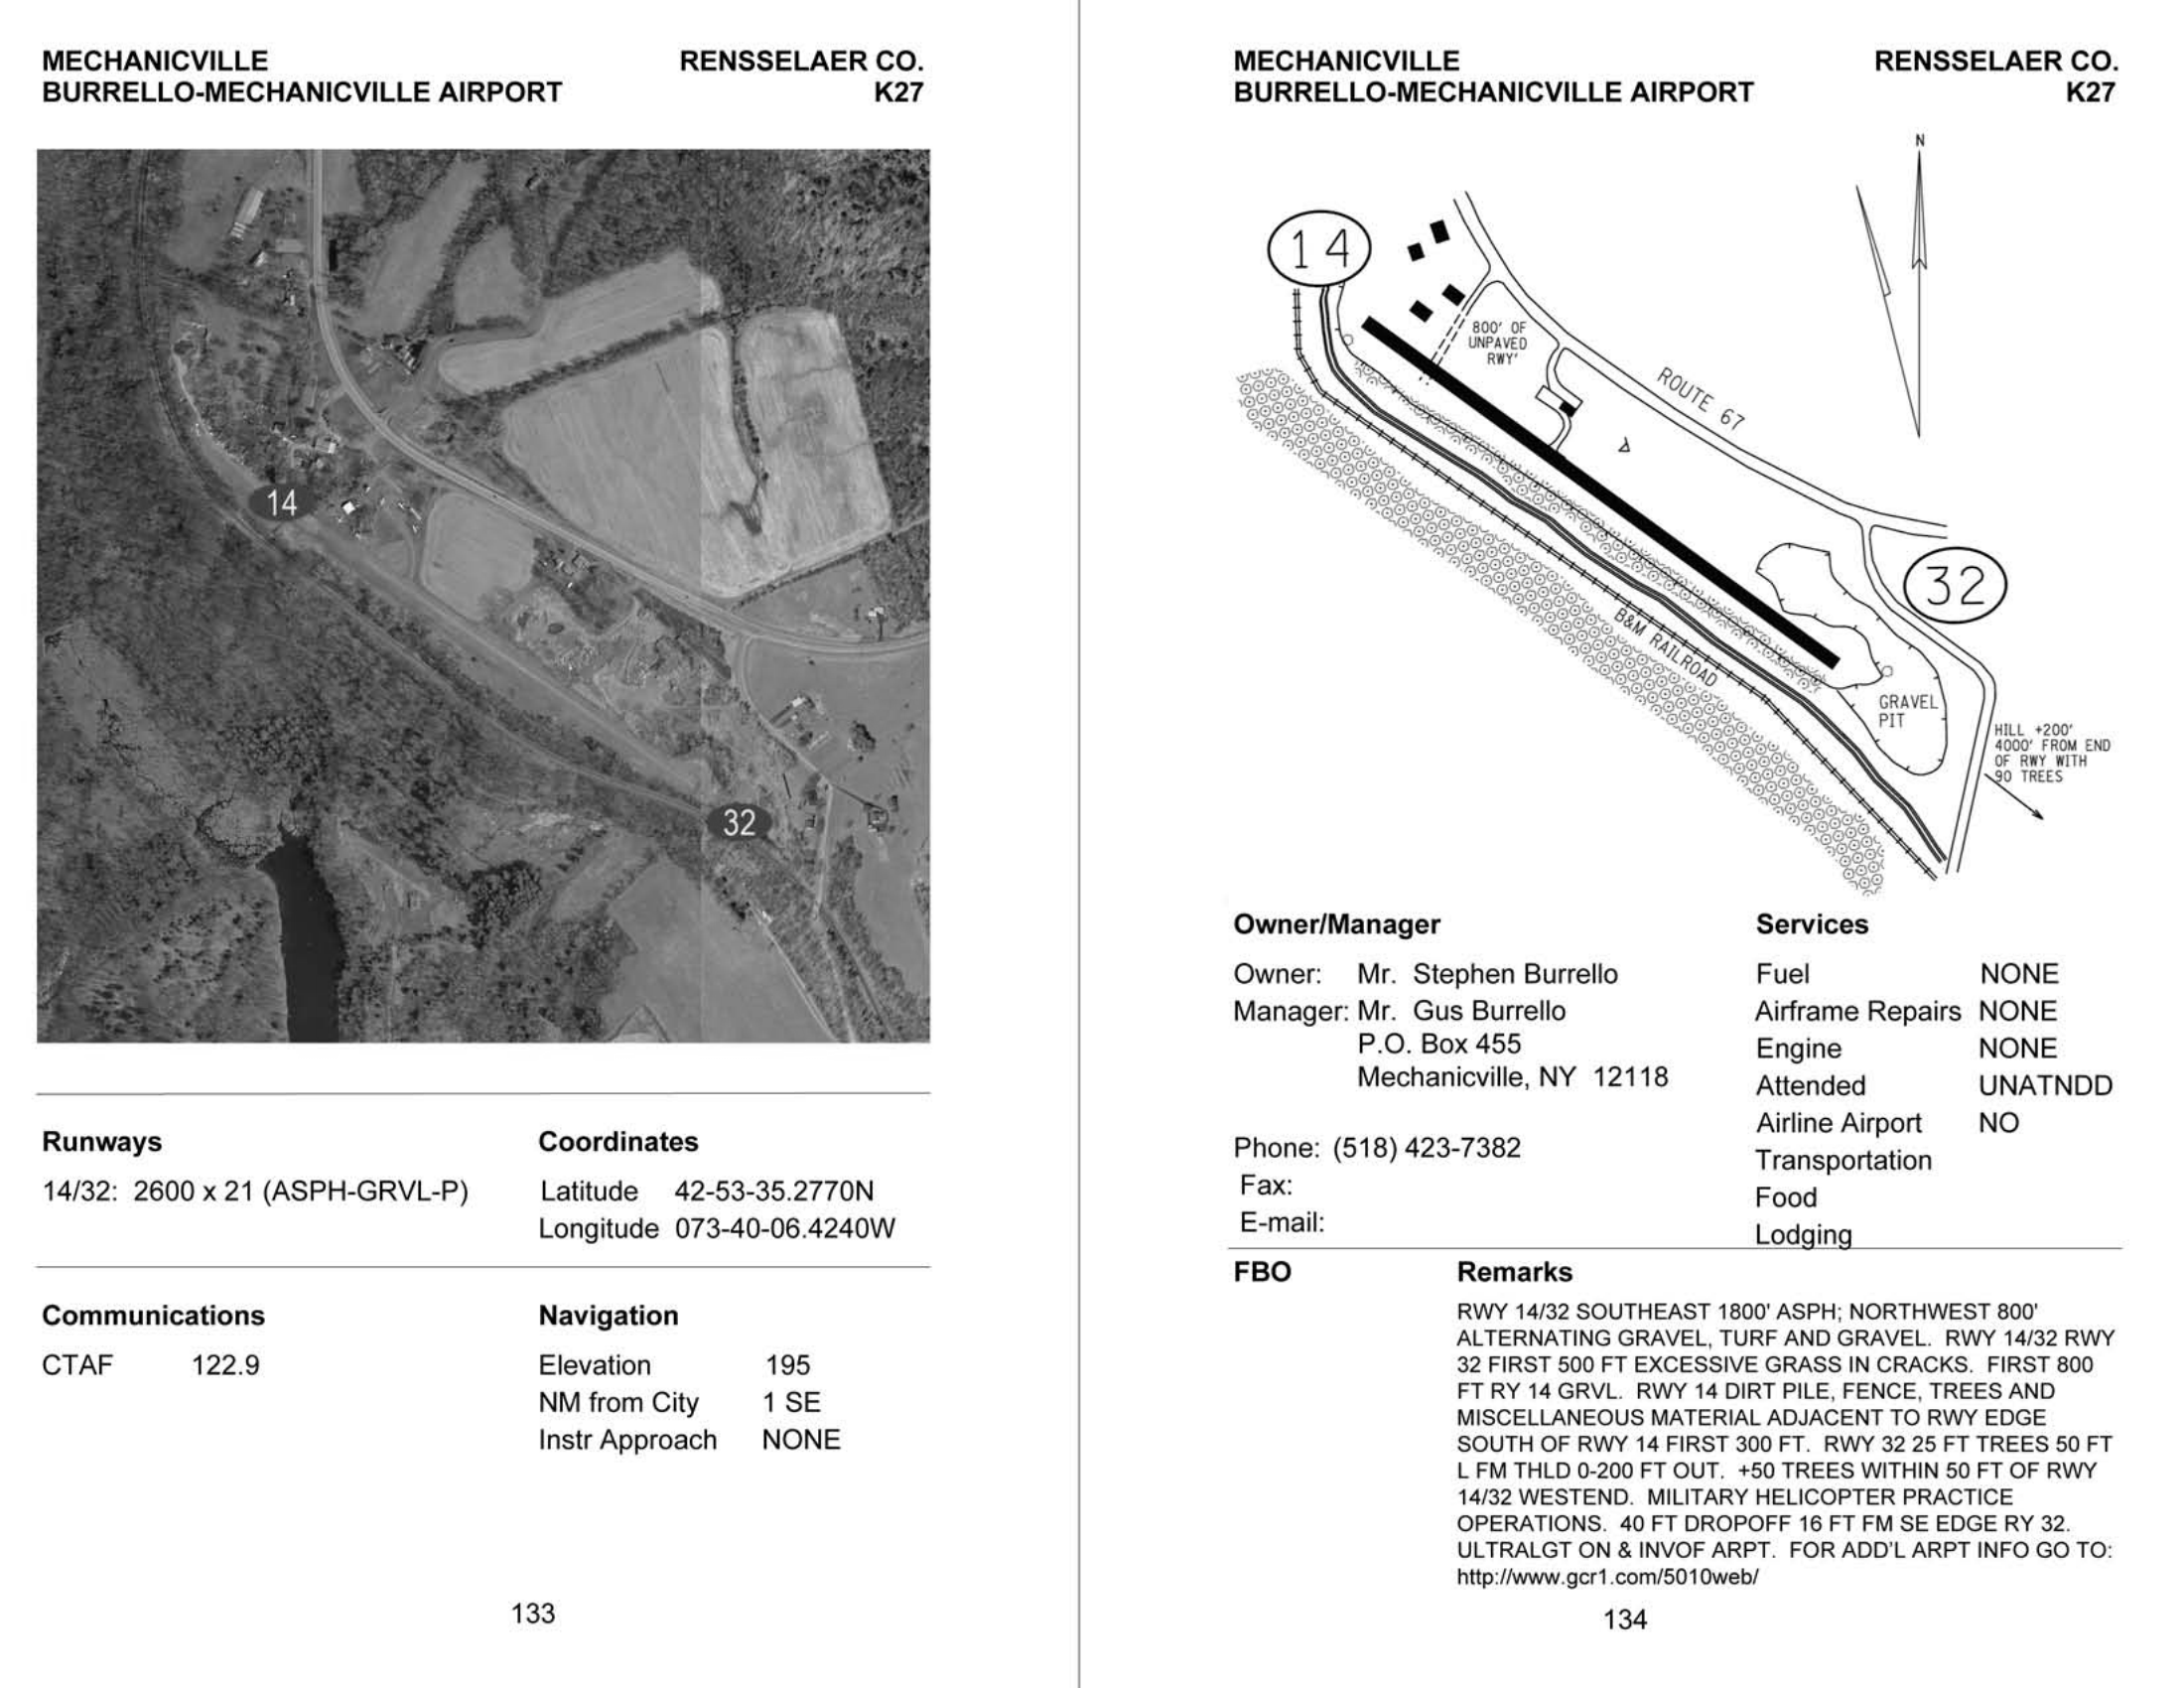 MECHANICVILLE RENSSELAER CO.
BURRELLO-MECHANICVILLE AIRPORT K27
14
32
Runways
14/32: 2600 x 21 (ASPH-GRVL-P)
Coordinates
Latitude 42-53-35.2770N
Longitude 073-40-06.4240W
Communications
CTAF 122.9
Navigation
Elevation 195
NM from City 1 SE
Instr Approach NONE
133
MECHANICVILLE RENSSELAER CO.
BURRELLO-MECHANICVILLE AIRPORT K27
N
14
800' OF
UNPAVED
RWY'
ROUTE 67
32
B&M RAILROAD
GRAVEL
PIT
HILL +200'
4000' FROM END
OF RWY WITH
90 TREES
Owner/Manager
Owner: Mr. Stephen Burrello
Manager: Mr. Gus Burrello
P.O. Box 455
Mechanicville, NY 12118
Phone: (518) 423-7382
Fax:
E-mail:
Services
Fuel NONE
Airframe Repairs NONE
Engine NONE
Attended UNATNDD
Airline Airport NO
Transportation
Food
Lodging
FBO
Remarks
RWY 14/32 SOUTHEAST 1800' ASPH; NORTHWEST 800'
ALTERNATING GRAVEL, TURF AND GRAVEL. RWY 14/32 RWY
32 FIRST 500 FT EXCESSIVE GRASS IN CRACKS. FIRST 800
FT RY 14 GRVL. RWY 14 DIRT PILE, FENCE, TREES AND
MISCELLANEOUS MATERIAL ADJACENT TO RWY EDGE
SOUTH OF RWY 14 FIRST 300 FT. RWY 32 25 FT TREES 50 FT
L FM THLD 0-200 FT OUT. +50 TREES WITHIN 50 FT OF RWY
14/32 WESTEND. MILITARY HELICOPTER PRACTICE
OPERATIONS. 40 FT DROPOFF 16 FT FM SE EDGE RY 32.
ULTRALGT ON & INVOF ARPT. FOR ADD'L ARPT INFO GO TO:
http://www.gcr1.com/5010web/
134